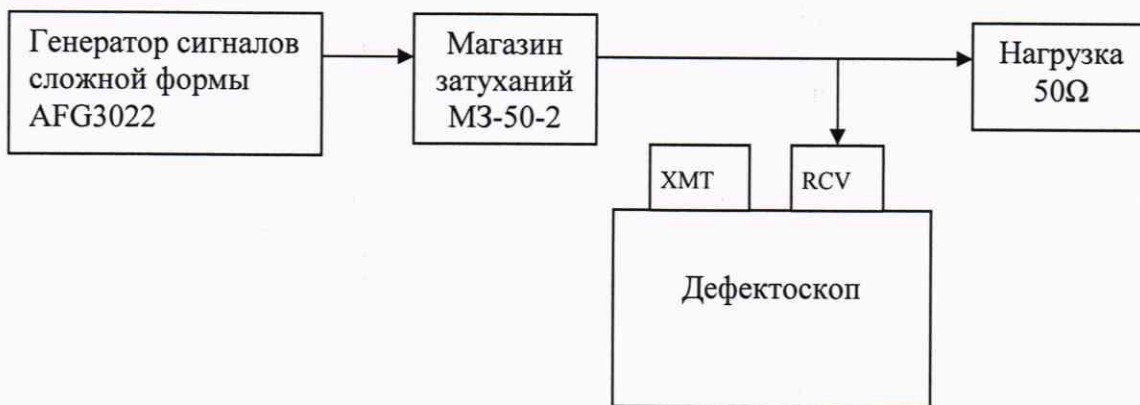 Генератор сигналов
сложной формы
AFG3022
Магазин
затуханий
МЗ-50-2
Нагрузка
50Ω
XMT
RCV
Дефектоскоп